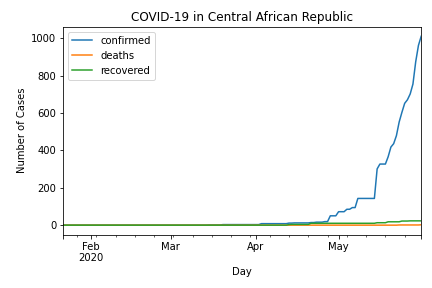 COVID-19 in Central African Republic
confirmed
deaths
recovered
Number of Cases
1000
800
600
400
200
0
Feb
2020
Mar
Apr
May
Day